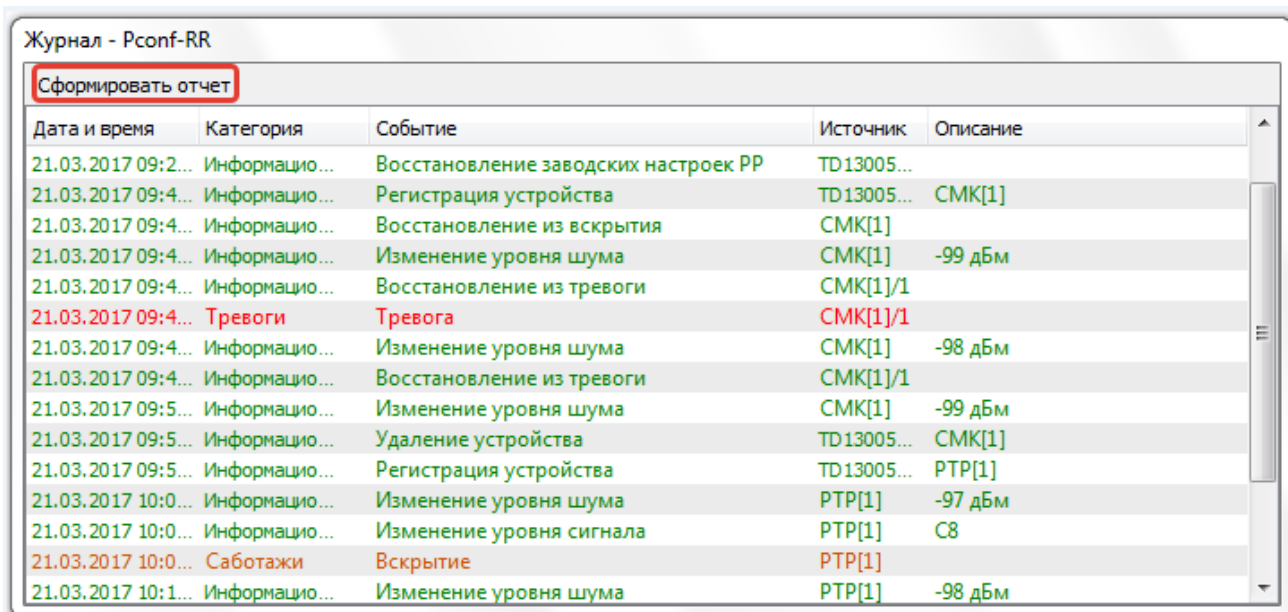 Журнал - Pconf-RR
Сформировать отчет
Дата и время Категория Событие Источник Описание
21.03.2017 09:2... Информацио... Восстановление заводских настроек РР TD13005...
21.03.2017 09:4... Информацио... Регистрация устройства TD13005... СМК[1]
21.03.2017 09:4... Информацио... Восстановление из вскрытия СМК[1]
21.03.2017 09:4... Информацио... Изменение уровня шума СМК[1] -99 дБм
21.03.2017 09:4... Информацио... Восстановление из тревоги СМК[1]/1
21.03.2017 09:4... Тревоги Тревога СМК[1]/1
21.03.2017 09:4... Информацио... Изменение уровня шума СМК[1] -98 дБм
21.03.2017 09:4... Информацио... Восстановление из тревоги СМК[1]/1
21.03.2017 09:5... Информацио... Изменение уровня шума СМК[1] -99 дБм
21.03.2017 09:5... Информацио... Удаление устройства TD13005... СМК[1]
21.03.2017 09:5... Информацио... Регистрация устройства TD13005... РТР[1]
21.03.2017 10:0... Информацио... Изменение уровня шума РТР[1] -97 дБм
21.03.2017 10:0... Информацио... Изменение уровня сигнала РТР[1] С8
21.03.2017 10:0... Саботажи Вскрытие РТР[1]
21.03.2017 10:1... Информацио... Изменение уровня шума РТР[1] -98 дБм